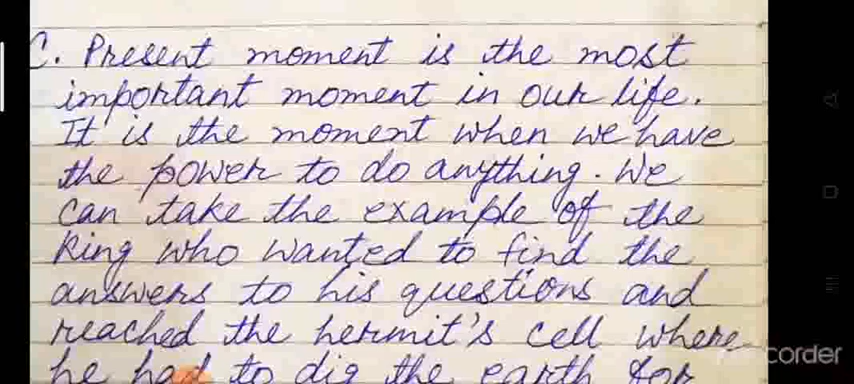 C. Present moment is the most
important moment in our life.
It is the moment when we have
the power to do anything. We
can take the example of the
King who wanted to find the
answers to his questions and
reached the hermit's cell where
he had to dig the earth for
corder